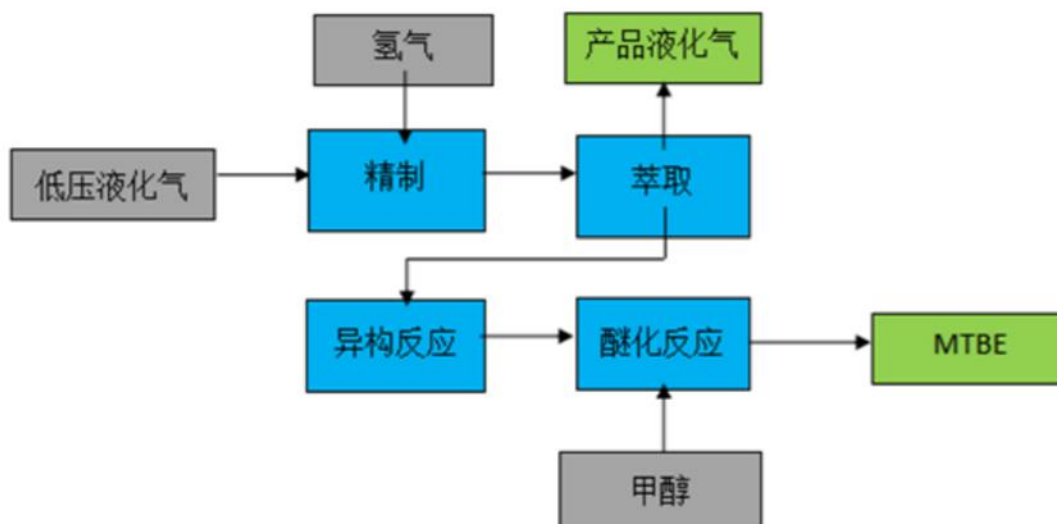 氢气
产品液化气
低压液化气
精制
萃取
异构反应
醚化反应
MTBE
甲醇